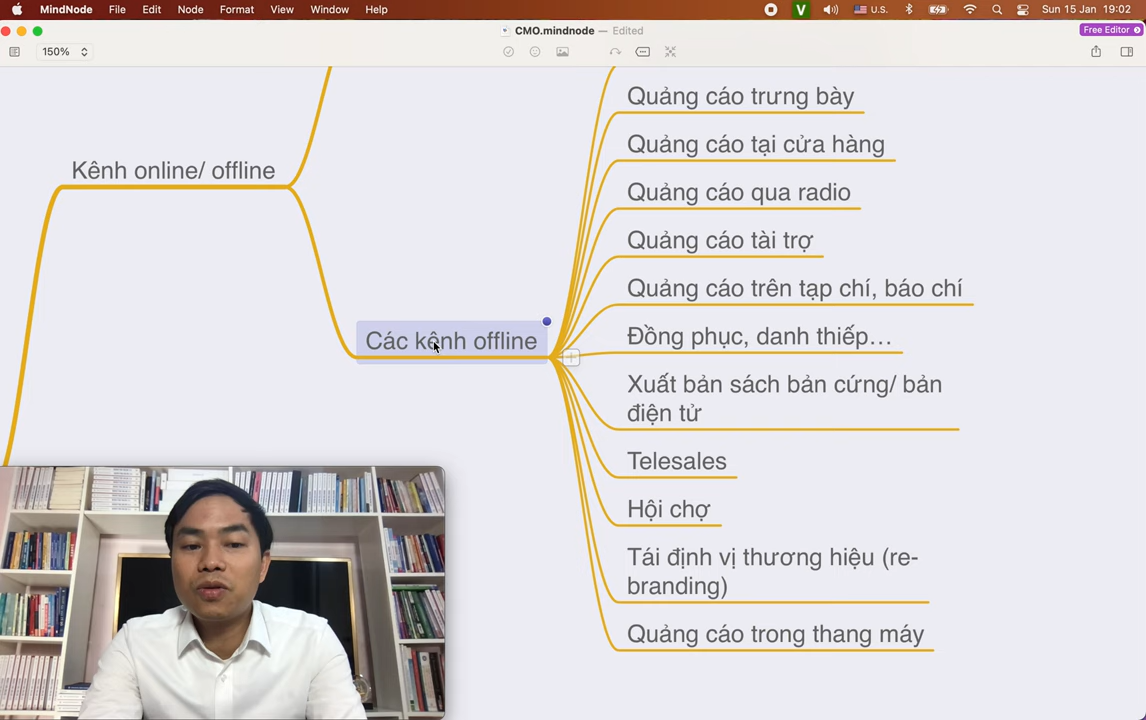 MindNode File Edit Node Format View Window Help V U.S. Sun 15 Jan 19:02
CMO.mindnode — Edited
Free Editor
150%
Kênh online/ offline
Các kênh offline
Quảng cáo trưng bày
Quảng cáo tại cửa hàng
Quảng cáo qua radio
Quảng cáo tài trợ
Quảng cáo trên tạp chí, báo chí
Đồng phục, danh thiếp…
Xuất bản sách bản cứng/ bản
điện tử
Telesales
Hội chợ
Tái định vị thương hiệu (re-
branding)
Quảng cáo trong thang máy